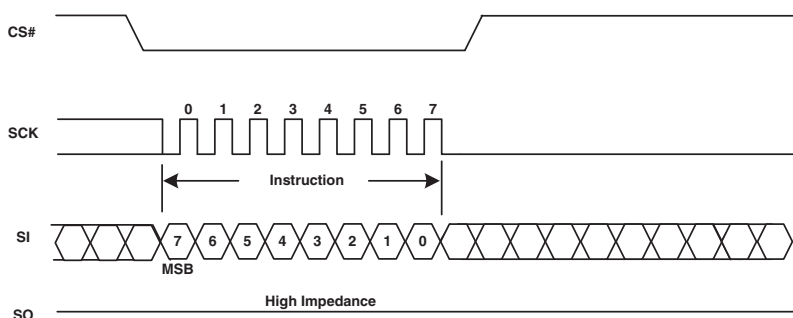 CS#
0 1 2 3 4 5 6 7
SCK
Instruction
SI
7 6 5 4 3 2 1 0
MSB
High Impedance
SO